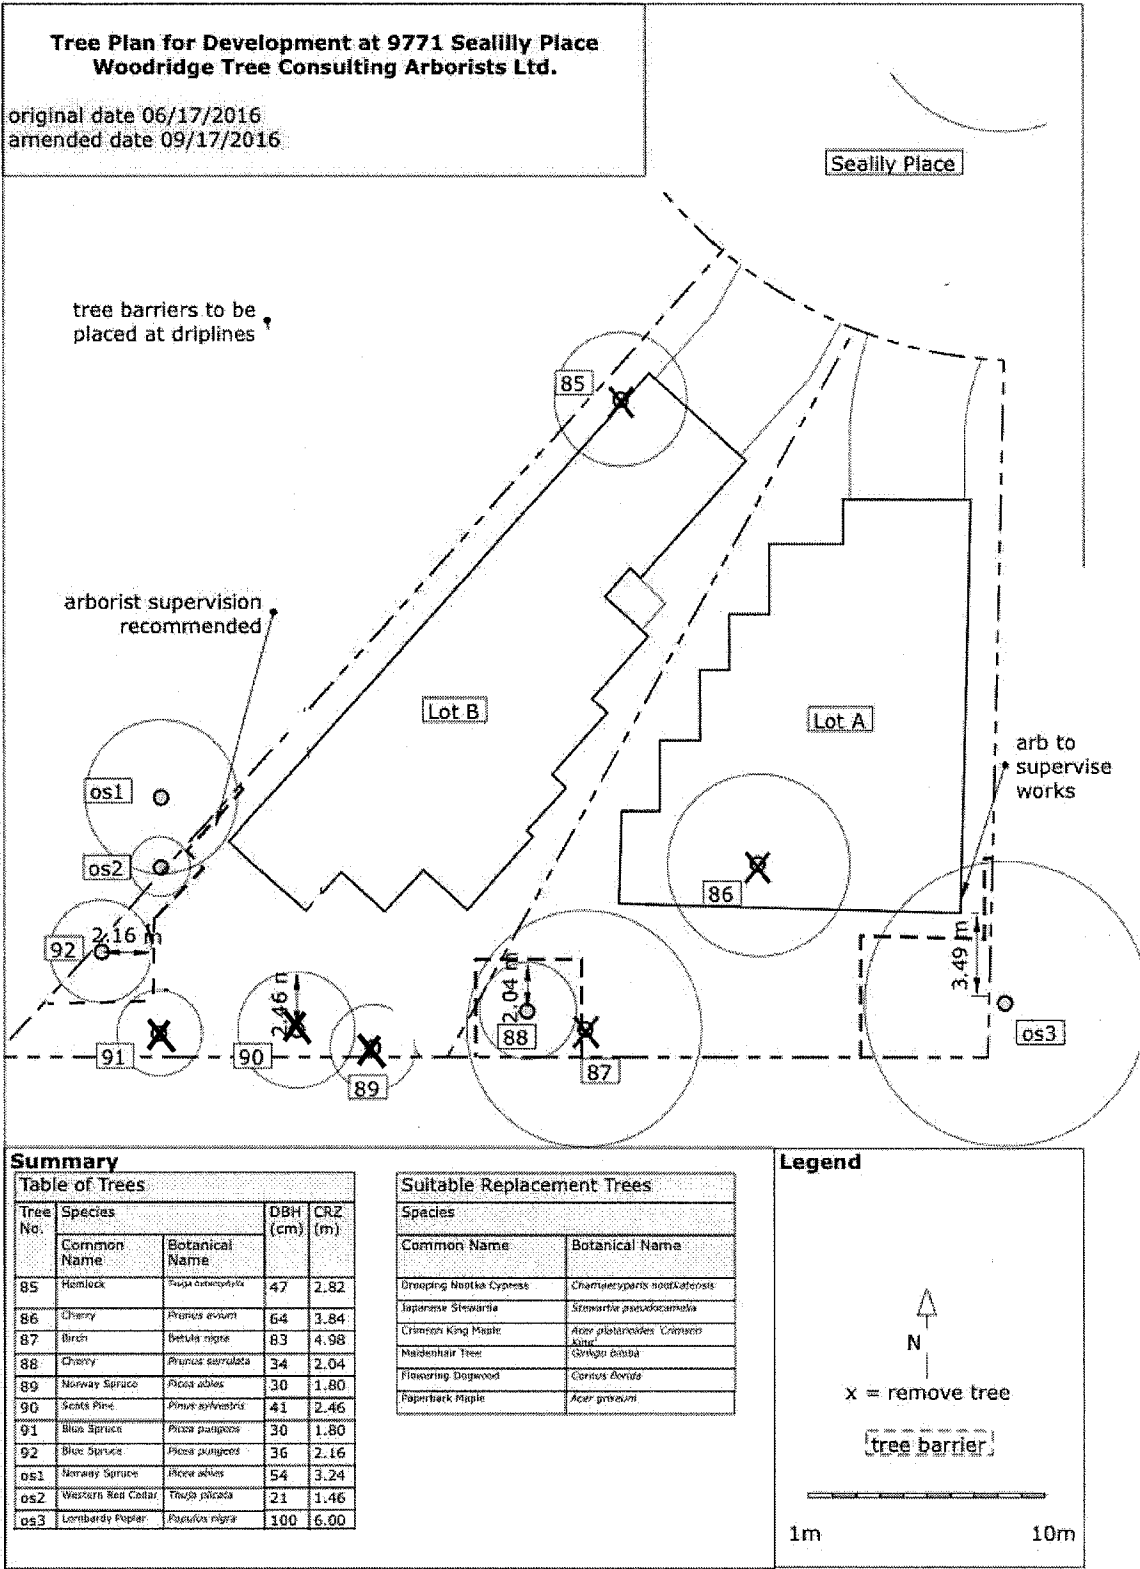 Tree Plan for Development at 9771 Sealilly Place
Woodridge Tree Consulting Arborists Ltd.
original date 06/17/2016
amended date 09/17/2016
Sealily Place
tree barriers to be
placed at driplines
85
arborist supervision
recommended
Lot B
Lot A
arb to
supervise
works
os1
os2
86
92
2.16 m
2.46
2.04 m
3.49 m
88
os3
91
90
89
87
Summary
Table of Trees
Tree No. Species DBH (cm) CRZ (m)
Common Name Botanical Name
85 Hemlock 47 2.82
86 Cherry Prunus avium 64 3.84
87 Birch Betula nigra 83 4.98
88 Cherry Prunus serrulata 34 2.04
89 Norway Spruce Picea abies 30 1.80
90 Scots Pine Pinus sylvestris 41 2.46
91 Blue Spruce Picea pungens 30 1.80
92 Blue Spruce Picea pungens 36 2.16
os1 Norway Spruce Picea abies 54 3.24
os2 Western Red Cedar Thuja plicata 21 1.46
os3 Lombardy Poplar Populus nigra 100 6.00
Suitable Replacement Trees
Species
Common Name Botanical Name
Drooping Nootka Cypress Chamaecyparis nootkatensis
Japanese Stewartia Stewartia pseudocamelia
Crimson King Maple Acer platanoides 'Crimson King'
Maidenhair Tree Ginkgo biloba
Flowering Dogwood Cornus florida
Paperbark Maple Acer griseum
Legend
N
x = remove tree
tree barrier
1m 10m